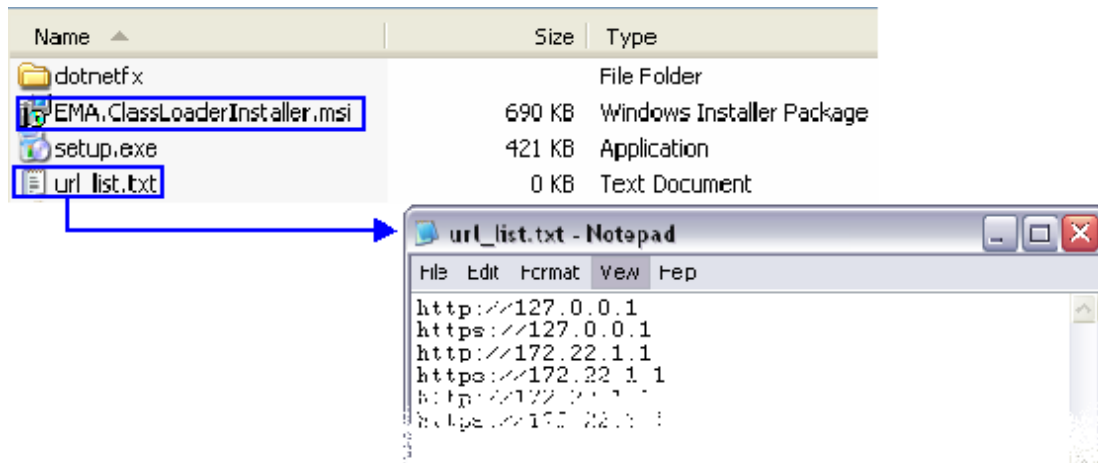 Name Size Type
dotnetfx File Folder
EMA.ClassLoaderInstaller.msi 690 KB Windows Installer Package
setup.exe 421 KB Application
url_list.txt 0 KB Text Document
url_list.txt - Notepad
File Edit Format View Help
http://127.0.0.1
https://127.0.0.1
http://172.22.1.1
https://172.22.1.1